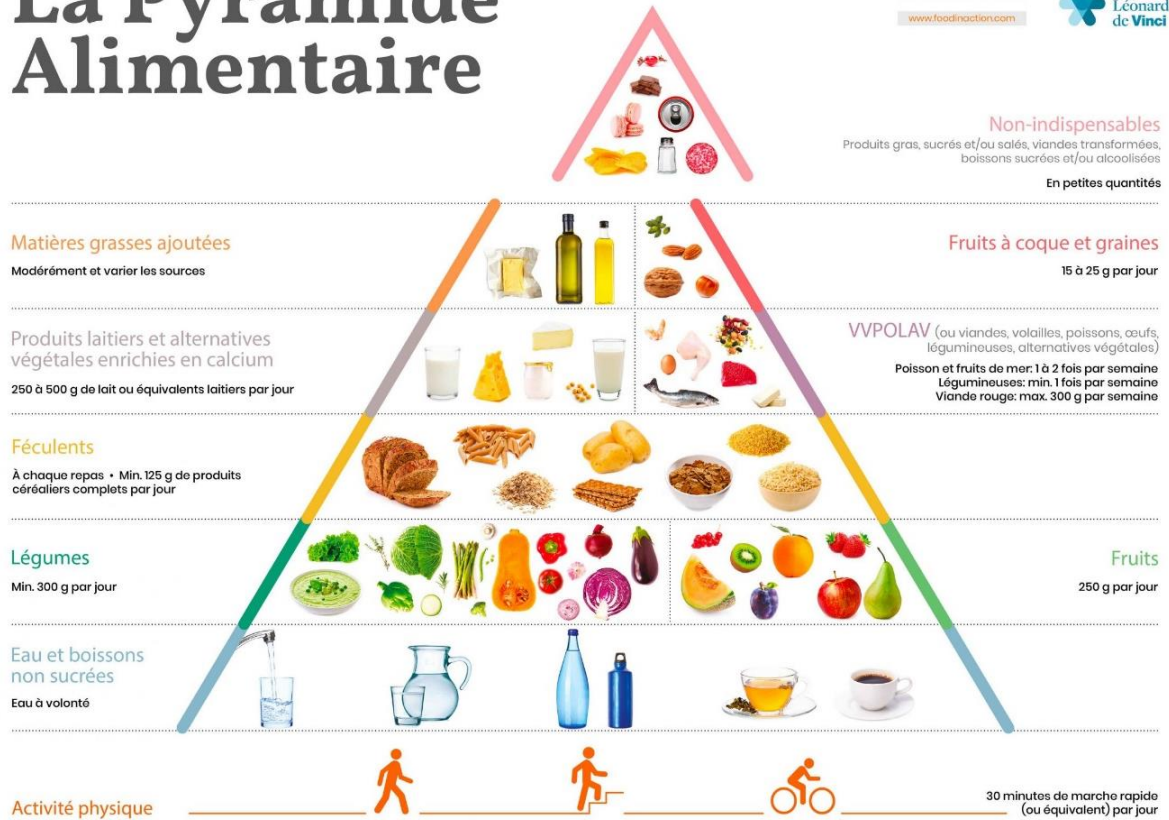 La Pyramide
Alimentaire
www.foodinaction.com
Léonard
de Vinci
Non-indispensables
Produits gras, sucrés et/ou salés, viandes transformées,
boissons sucrées et/ou alcoolisées
En petites quantités
Matières grasses ajoutées
Modérément et varier les sources
Fruits à coque et graines
15 à 25 g par jour
Produits laitiers et alternatives
végétales enrichies en calcium
250 à 500 g de lait ou équivalents laitiers par jour
VVPOLAV (ou viandes, volailles, poissons, œufs,
légumineuses, alternatives végétales)
Poisson et fruits de mer: 1 à 2 fois par semaine
Légumineuses: min. 1 fois par semaine
Viande rouge: max. 300 g par semaine
Féculents
À chaque repas • Min. 125 g de produits
céréaliers complets par jour
Légumes
Min. 300 g par jour
Fruits
250 g par jour
Eau et boissons
non sucrées
Eau à volonté
Activité physique
30 minutes de marche rapide
(ou équivalent) par jour